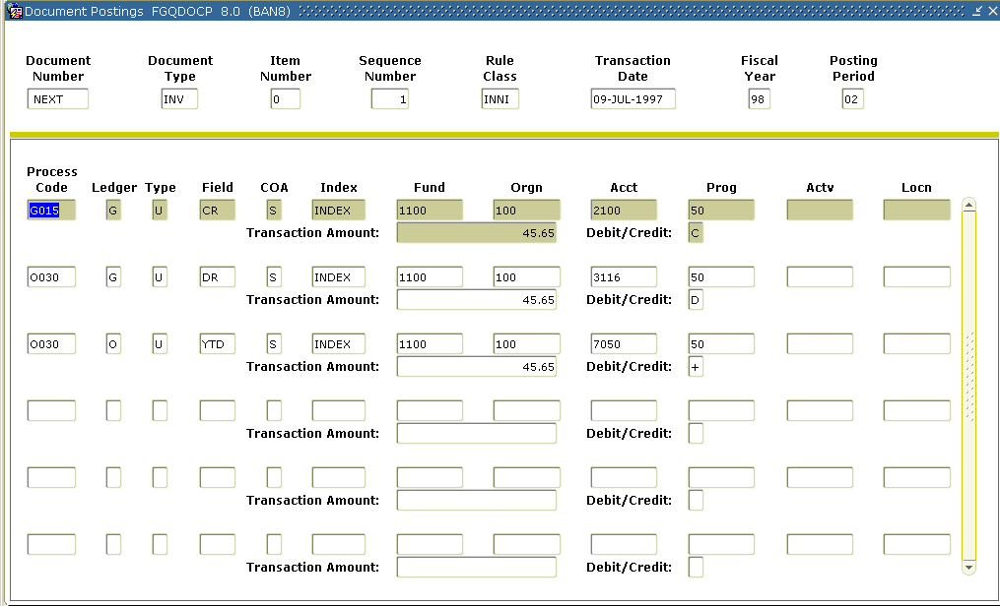 Document Postings FGQDOCP 8.0 (BAN8)
Document Number Document Type Item Number Sequence Number Rule Class Transaction Date Fiscal Year Posting Period
NEXT INV 0 1 INNI 09-JUL-1997 98 02
Process Code Ledger Type Field COA Index Fund Orgn Acct Prog Actv Locn
G015 G U CR S INDEX 1100 100 2100 50
Transaction Amount: 45.65 Debit/Credit: C
O030 G U DR S INDEX 1100 100 3116 50
Transaction Amount: 45.65 Debit/Credit: D
O030 O U YTD S INDEX 1100 100 7050 50
Transaction Amount: 45.65 Debit/Credit: +
Transaction Amount: Debit/Credit:
Transaction Amount: Debit/Credit:
Transaction Amount: Debit/Credit: